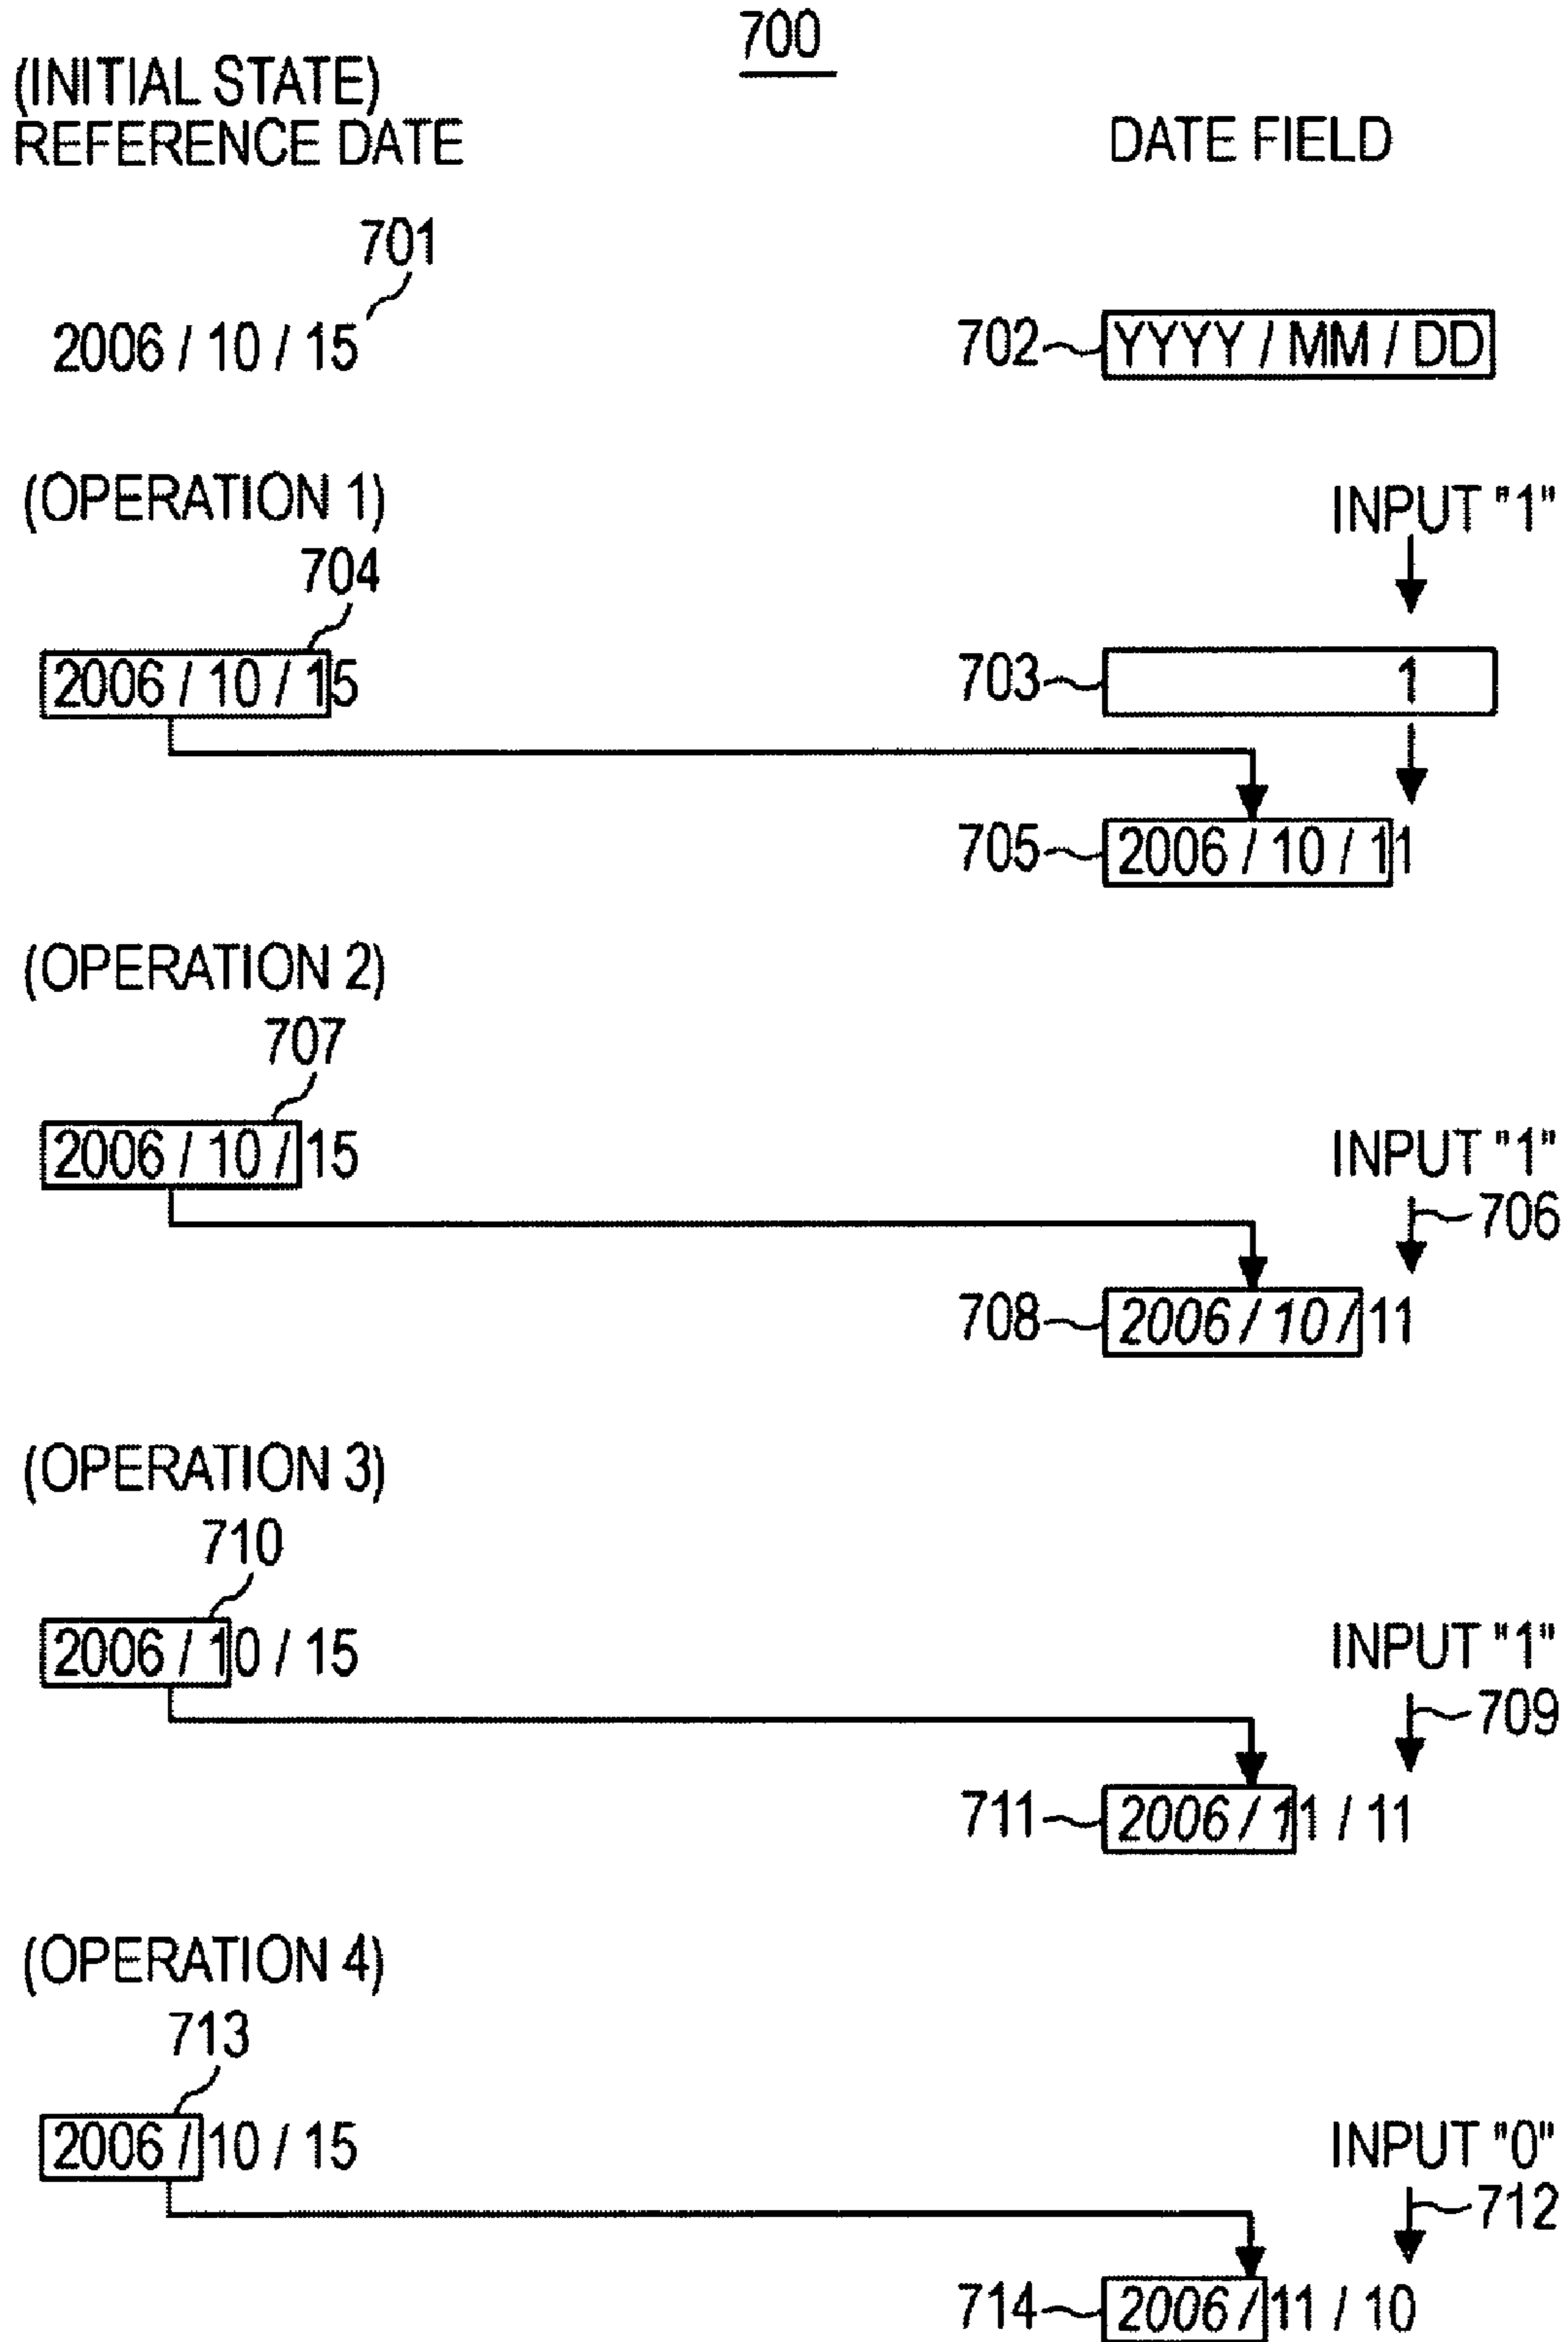 700
(INITIAL STATE)
REFERENCE DATE
DATE FIELD
701
2006 / 10 / 15
702
YYYY / MM / DD
(OPERATION 1)
INPUT "1"
704
2006 / 10 / 15
703
1
705
2006 / 10 / 11
(OPERATION 2)
707
2006 / 10 / 15
INPUT "1"
706
708
2006 / 10 / 11
(OPERATION 3)
710
2006 / 10 / 15
INPUT "1"
709
711
2006 / 11 / 11
(OPERATION 4)
713
2006 / 10 / 15
INPUT "0"
712
714
2006 / 11 / 10